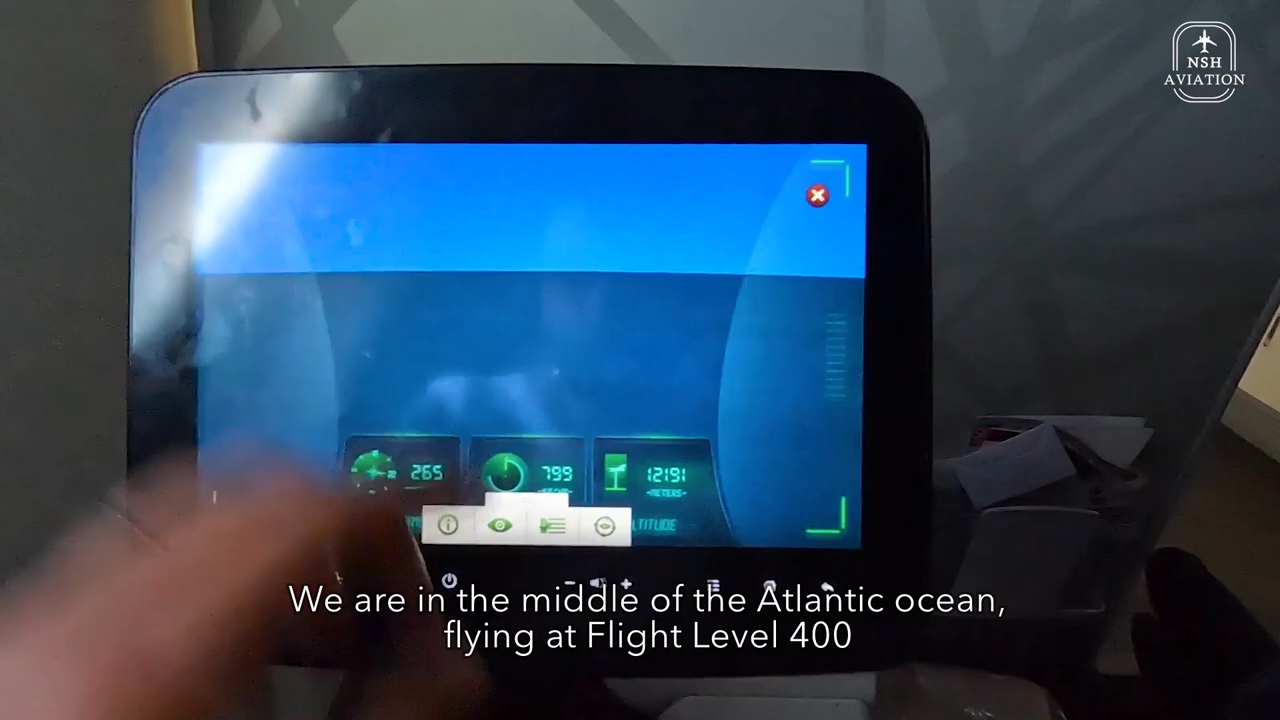 NSH
AVIATION
265
799
12191
-METERS-
LTITUDE
We are in the middle of the Atlantic ocean,
flying at Flight Level 400